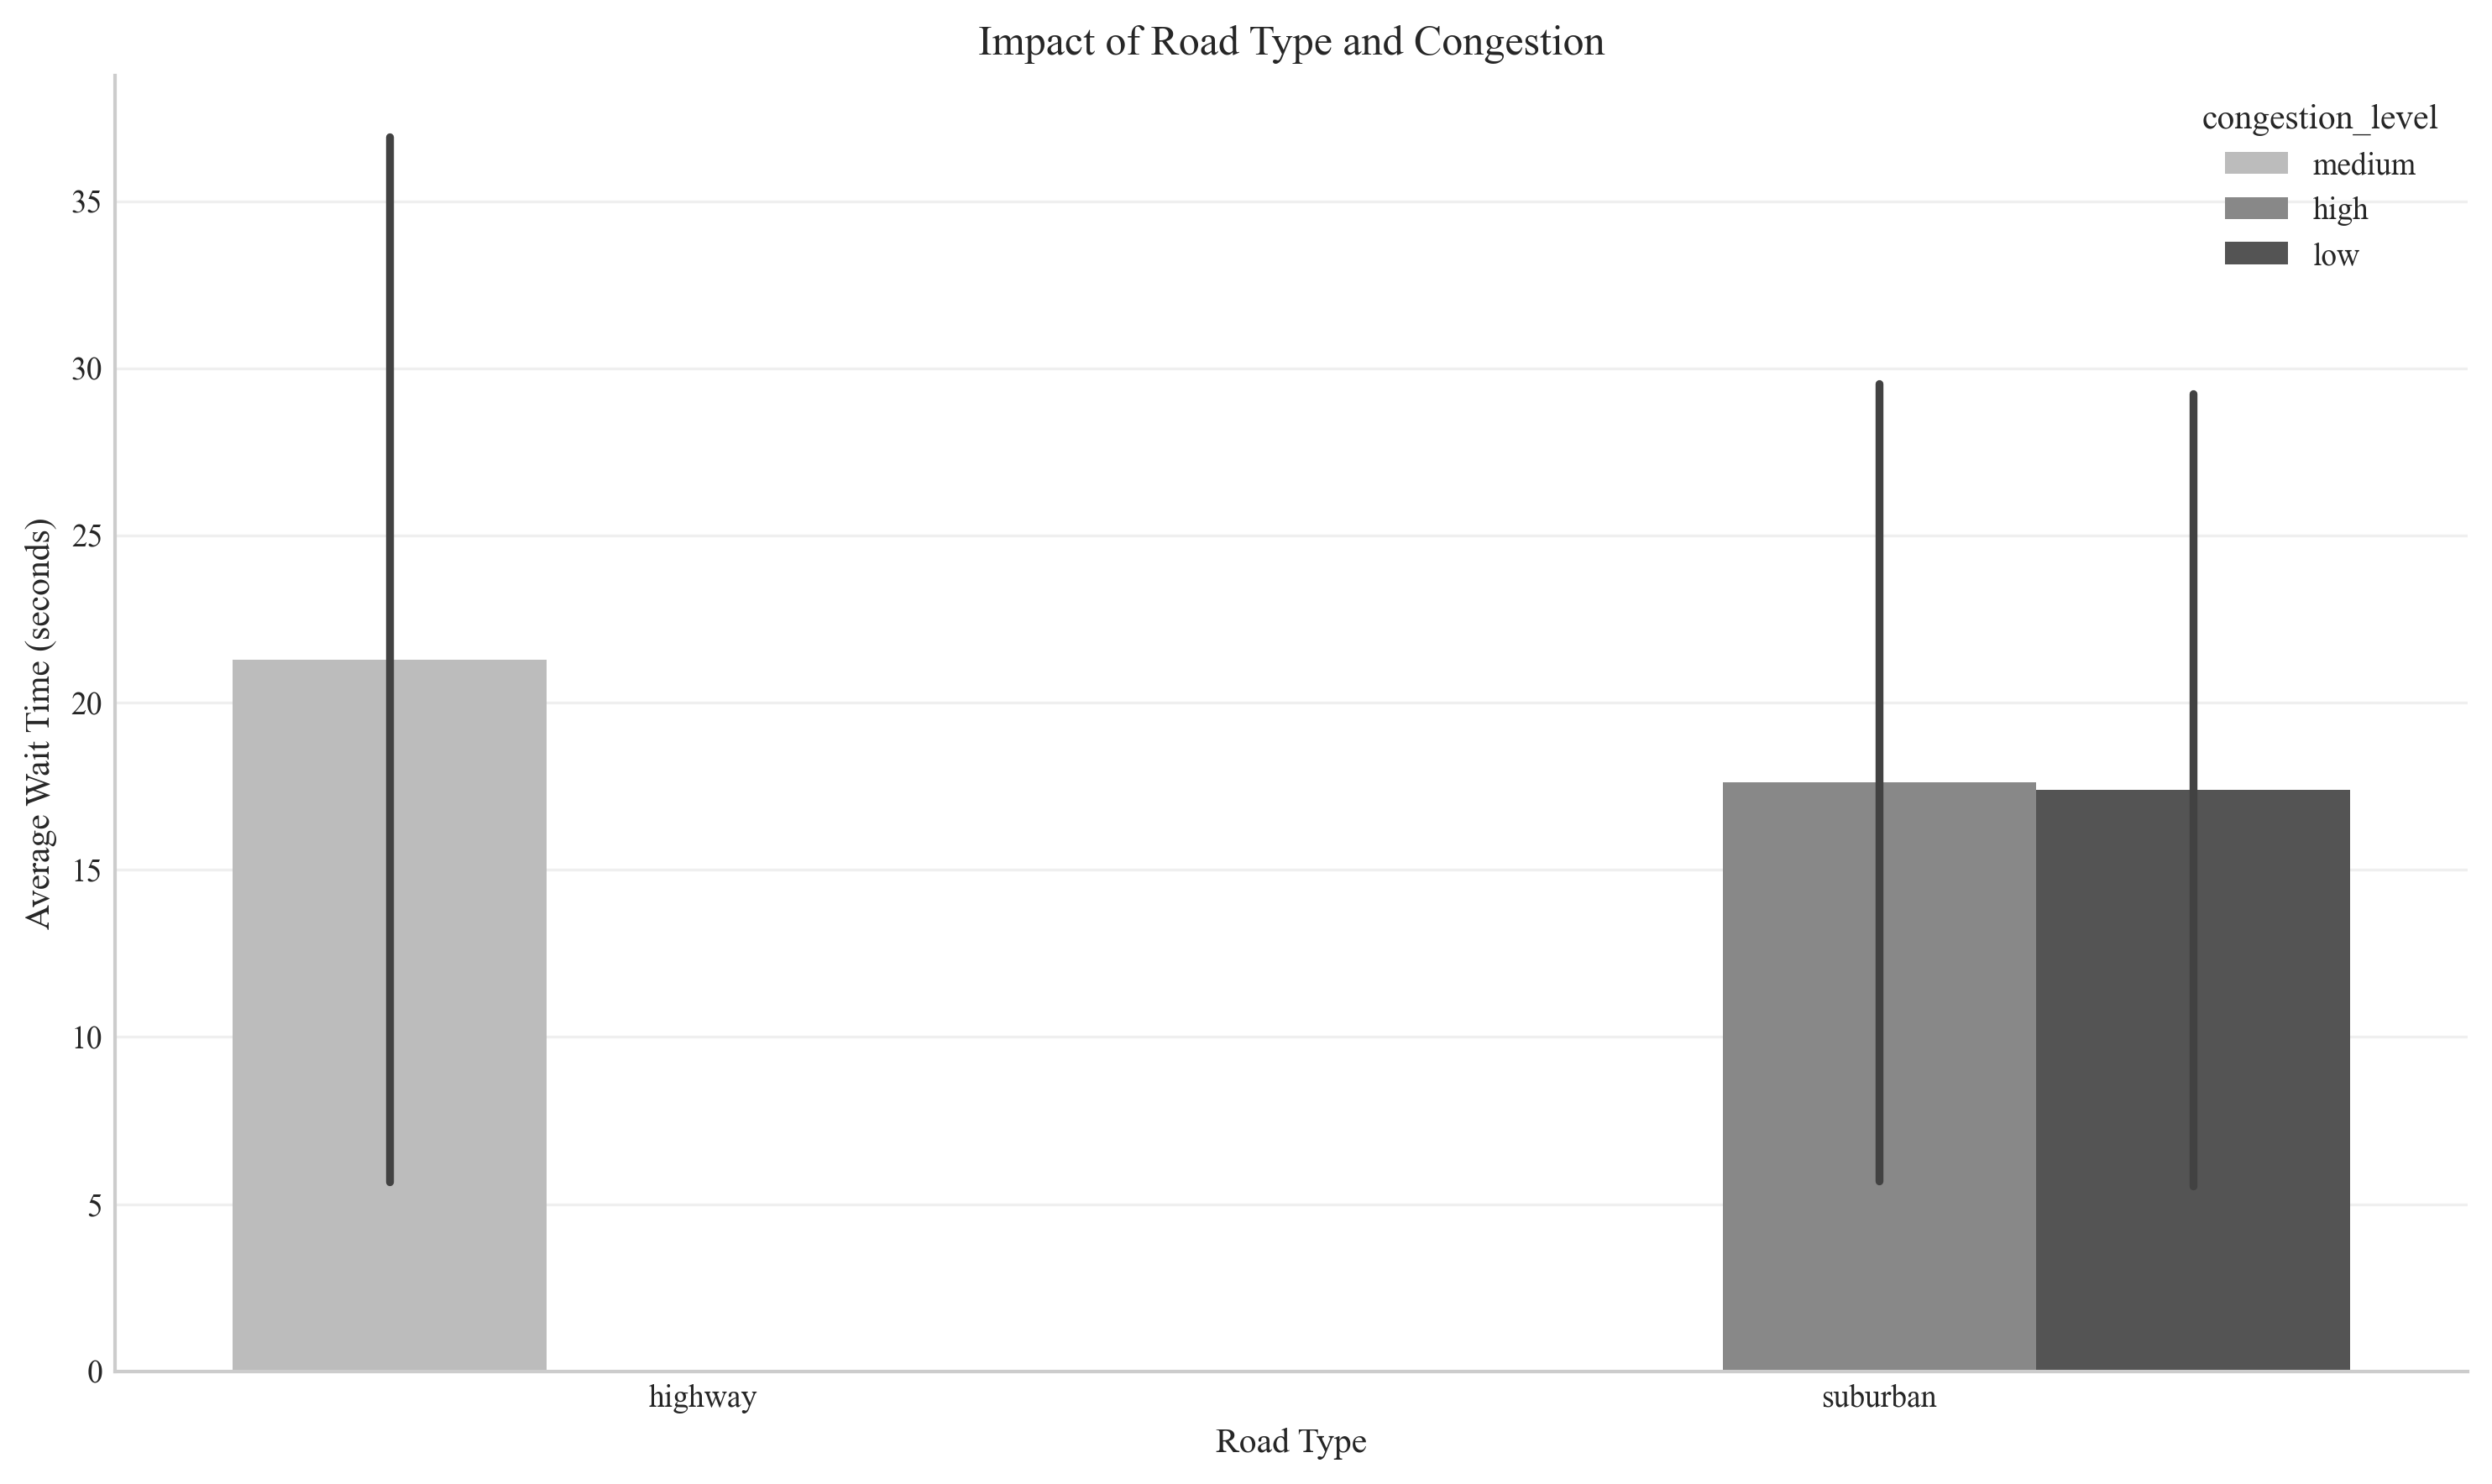 Impact of Road Type and Congestion
congestion_level
medium
high
low
Average Wait Time (seconds)
35
30
25
20
15
10
5
0
highway
suburban
Road Type